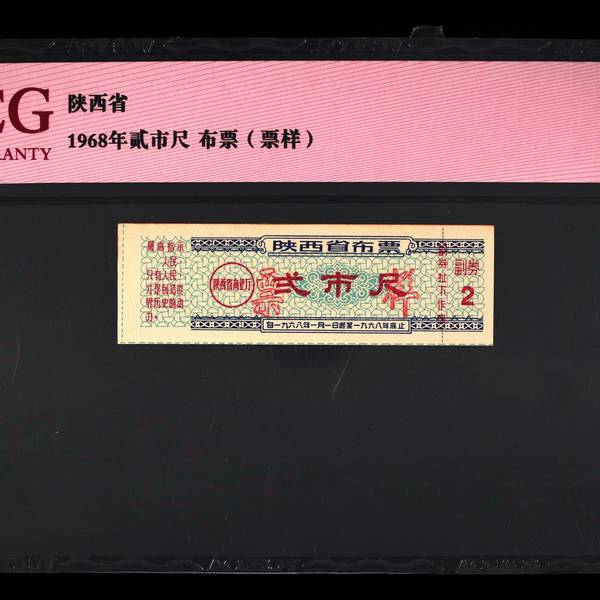 EG
RANTY
陕西省
1968年贰市尺 布票（票样）
最高指示
人民,
只有人民,
才是创造世
界历史的动
力。
陕西省布票
陕西省商业厅
贰市尺
票样
自一九六八年一月一日起至一九六八年底止
副券扯下作废
副券
2